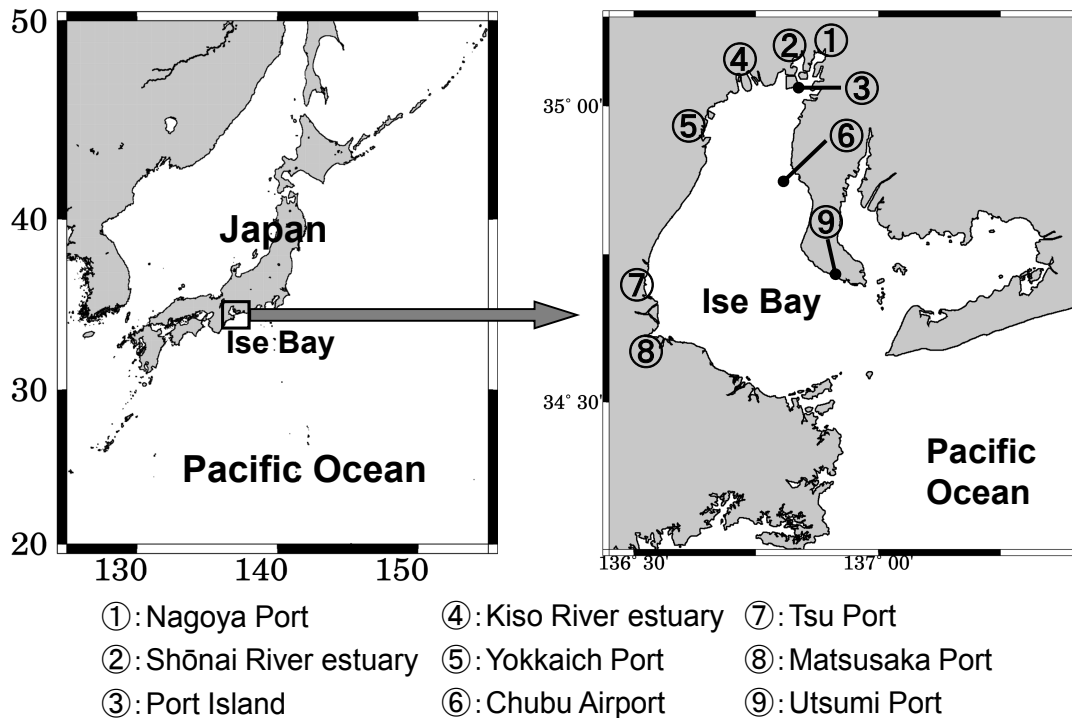 50
40
30
20
130
140
150
Japan
Ise Bay
Pacific Ocean
④
②
①
③
35° 00'
⑤
⑥
⑨
⑦
Ise Bay
⑧
34° 30'
Pacific
Ocean
136° 30'
137° 00'
①: Nagoya Port
④: Kiso River estuary
⑦: Tsu Port
②: Shōnai River estuary
⑤: Yokkaich Port
⑧: Matsusaka Port
③: Port Island
⑥: Chubu Airport
⑨: Utsumi Port